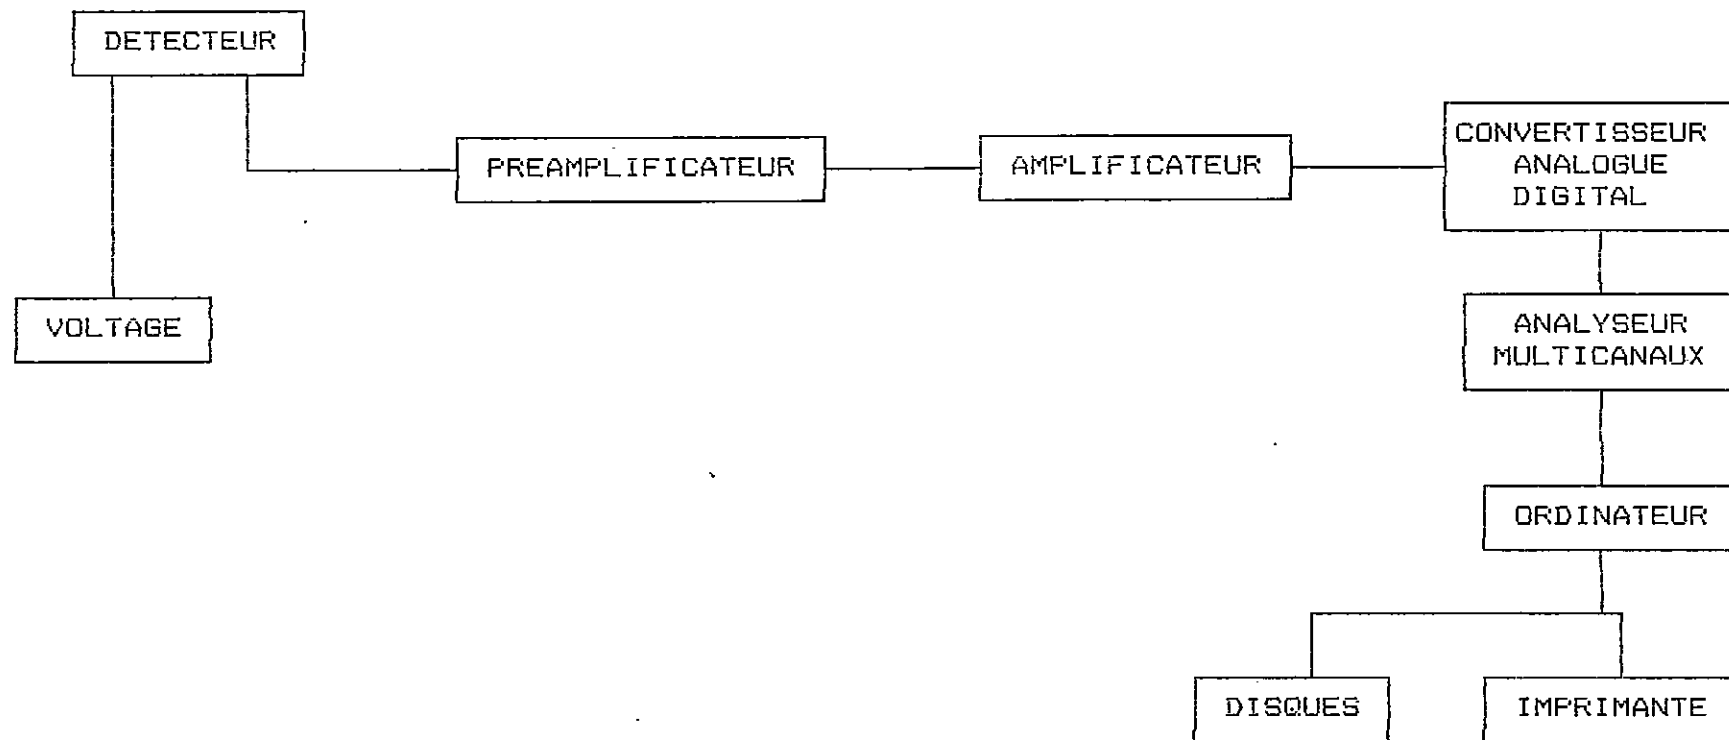 DETECTEUR
PREAMPLIFICATEUR
AMPLIFICATEUR
CONVERTISSEUR
ANALOGUE
DIGITAL
VOLTAGE
ANALYSEUR
MULTICANAUX
ORDINATEUR
DISQUES
IMPRIMANTE